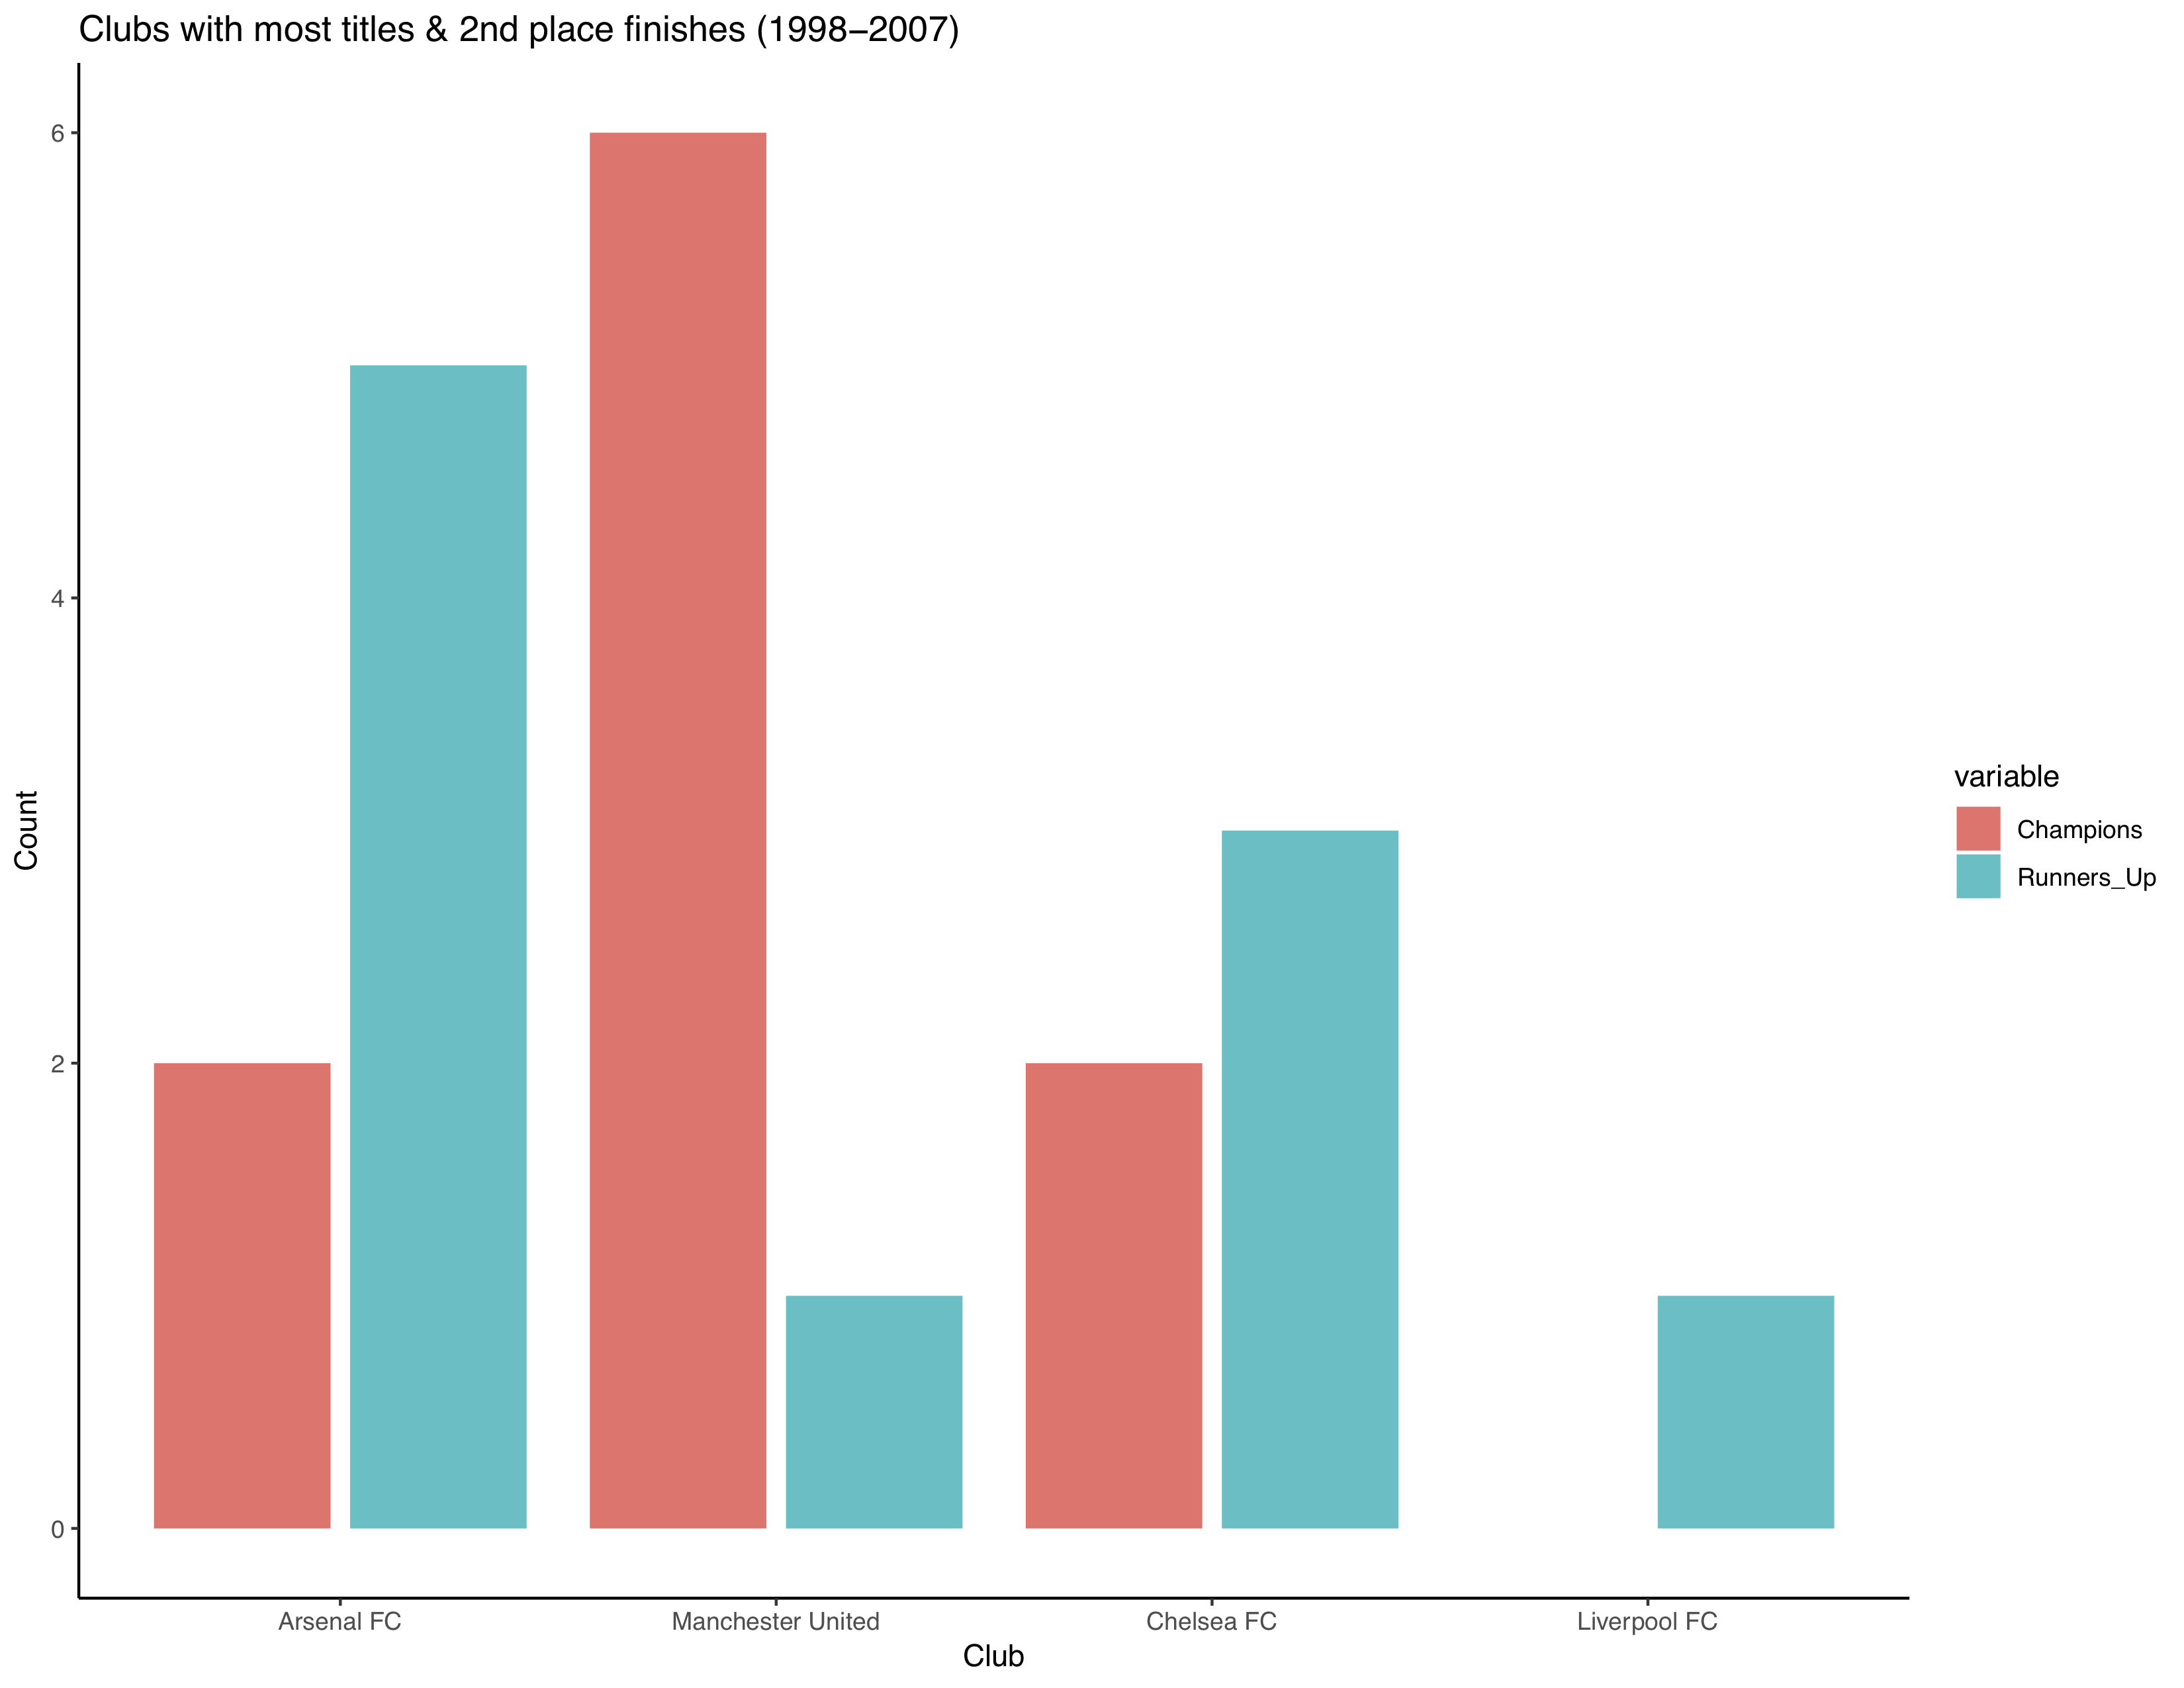 Clubs with most titles & 2nd place finishes (1998–2007)
6
4
2
0
Count
Arsenal FC
Manchester United
Chelsea FC
Liverpool FC
Club
variable
Champions
Runners_Up